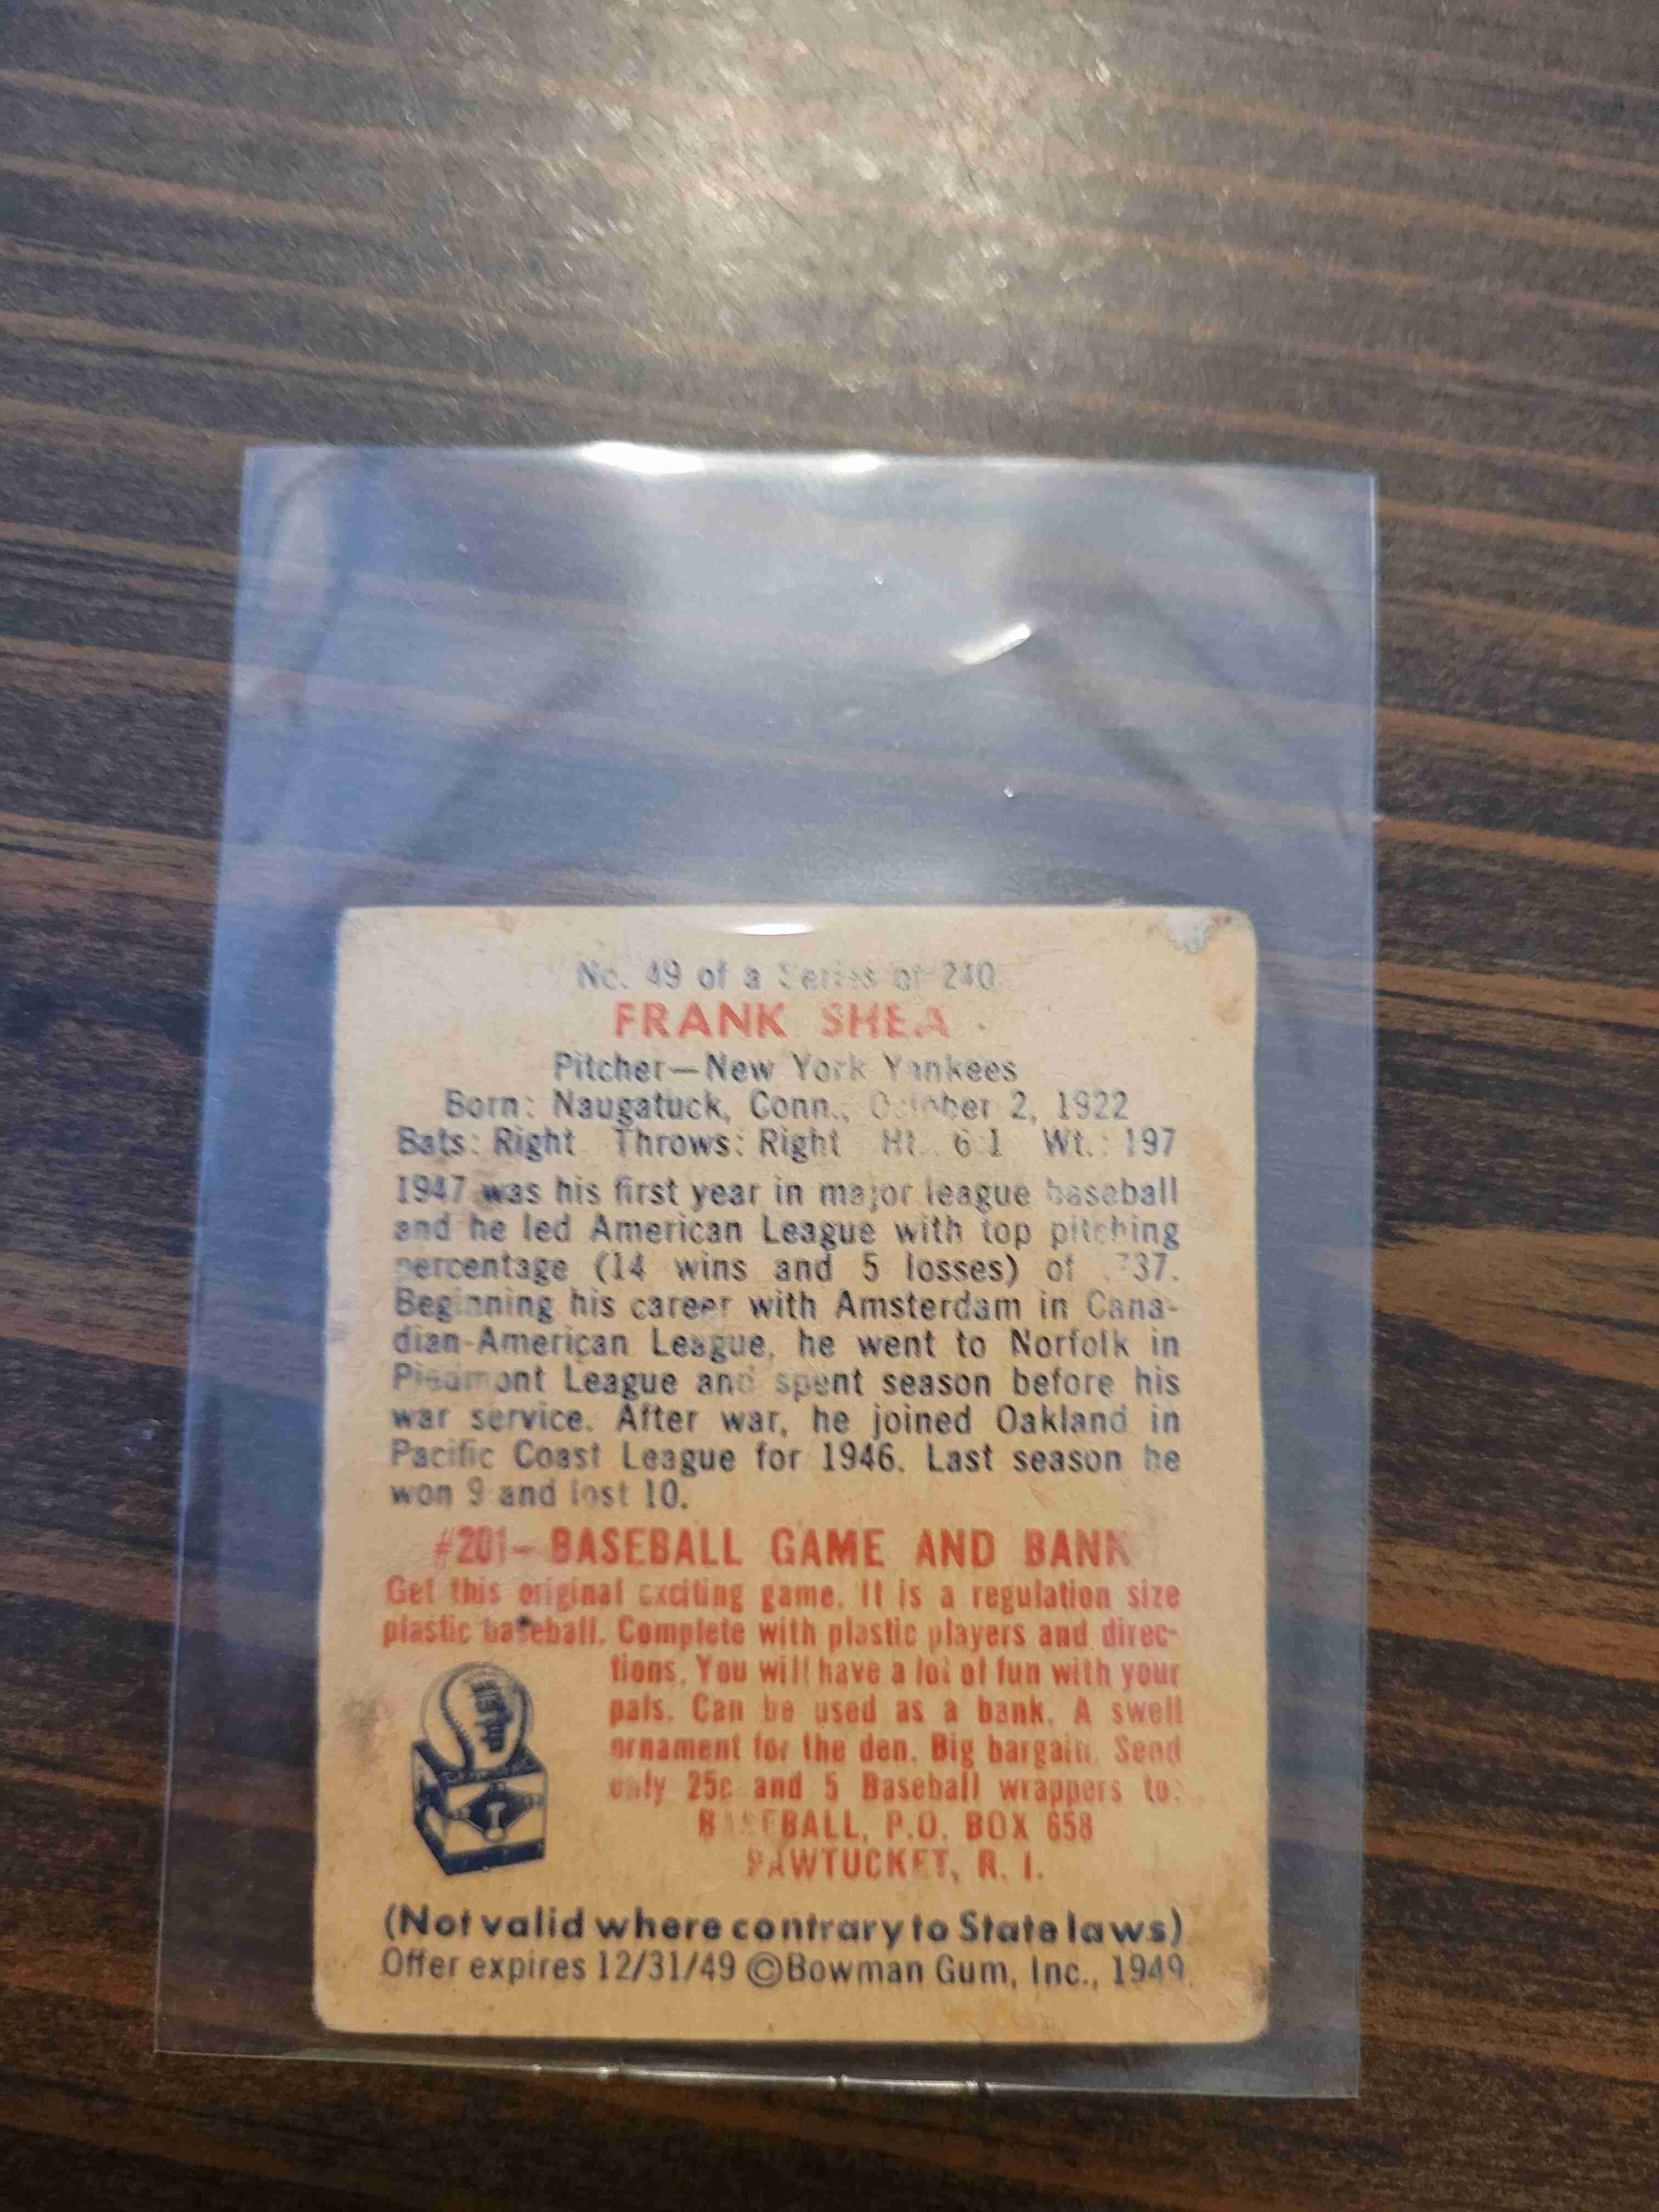 No. 49 of a Series of 240
FRANK SHEA
Pitcher—New York Yankees
Born: Naugatuck, Conn., October 2, 1922
Bats: Right Throws: Right Ht.: 6:1 Wt.: 197
1947 was his first year in major league baseball
and he led American League with top pitching
percentage (14 wins and 5 losses) of .737.
Beginning his career with Amsterdam in Cana-
dian-American League, he went to Norfolk in
Piedmont League and spent season before his
war service. After war, he joined Oakland in
Pacific Coast League for 1946. Last season he
won 9 and lost 10.
#201- BASEBALL GAME AND BANK
Get this original exciting game. It is a regulation size
plastic baseball. Complete with plastic players and direc-
tions. You will have a lot of fun with your
pals. Can be used as a bank. A swell
ornament for the den. Big bargain. Send
only 25c and 5 Baseball wrappers to:
BASEBALL, P.O. BOX 658
PAWTUCKET, R. I.
(Not valid where contrary to State laws)
Offer expires 12/31/49 ©Bowman Gum, Inc., 1949